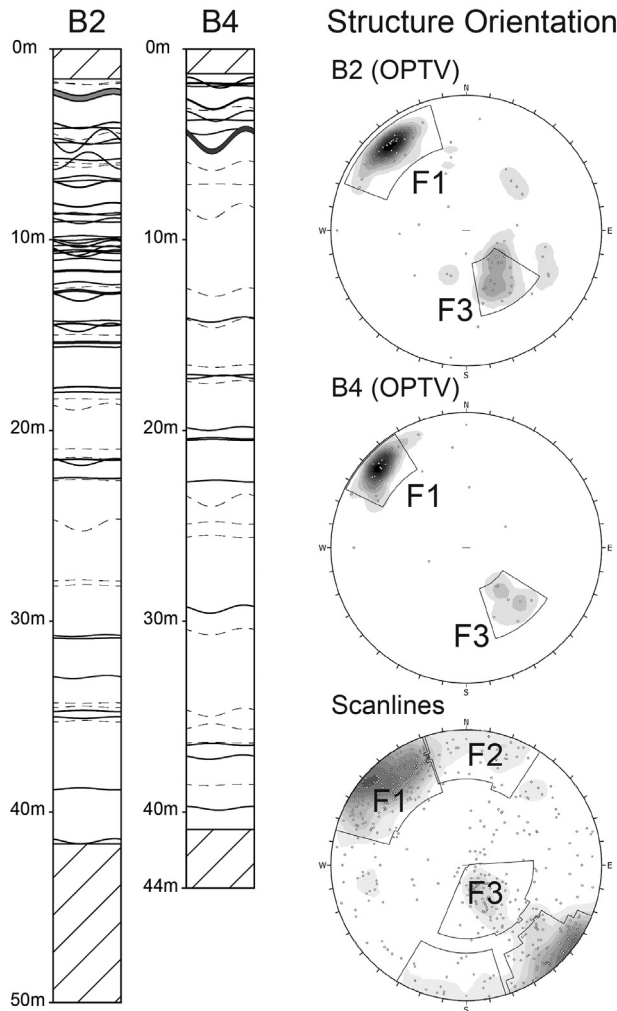 B2 B4 Structure Orientation
0m 0m
10m 10m
20m 20m
30m 30m
40m 40m
44m
50m
B2 (OPTV)
N
F1
W E
F3
S
B4 (OPTV)
N
F1
W E
F3
S
Scanlines
N
F2
F1
W E
F3
S